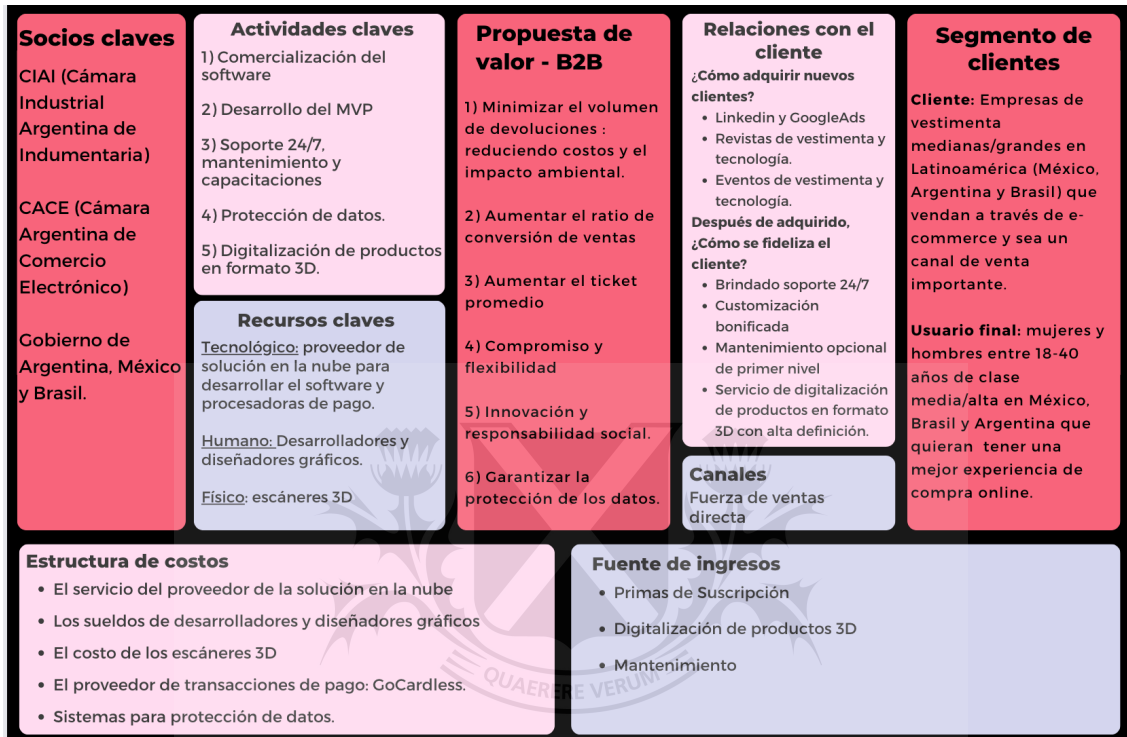 Socios claves
CIAI (Cámara
Industrial
Argentina de
Indumentaria)
CACE (Cámara
Argentina de
Comercio
Electrónico)
Gobierno de
Argentina, México
y Brasil.
Actividades claves
1) Comercialización del
software
2) Desarrollo del MVP
3) Soporte 24/7,
mantenimiento y
capacitaciones
4) Protección de datos.
5) Digitalización de productos
en formato 3D.
Recursos claves
Tecnológico: proveedor de
solución en la nube para
desarrollar el software y
procesadoras de pago.
Humano: Desarrolladores y
diseñadores gráficos.
Físico: escáneres 3D
Propuesta de
valor - B2B
1) Minimizar el volumen
de devoluciones :
reduciendo costos y el
impacto ambiental.
2) Aumentar el ratio de
conversión de ventas
3) Aumentar el ticket
promedio
4) Compromiso y
flexibilidad
5) Innovación y
responsabilidad social.
6) Garantizar la
protección de los datos.
Relaciones con el
cliente
¿Cómo adquirir nuevos
clientes?
• Linkedin y GoogleAds
• Revistas de vestimenta y
tecnología.
• Eventos de vestimenta y
tecnología.
Después de adquirido,
¿Cómo se fideliza el
cliente?
• Brindado soporte 24/7
• Customización
bonificada
• Mantenimiento opcional
de primer nivel
• Servicio de digitalización
de productos en formato
3D con alta definición.
Canales
Fuerza de ventas
directa
Segmento de
clientes
Cliente: Empresas de
vestimenta
medianas/grandes en
Latinoamérica (México,
Argentina y Brasil) que
vendan a través de e-
commerce y sea un
canal de venta
importante.
Usuario final: mujeres y
hombres entre 18-40
años de clase
media/alta en México,
Brasil y Argentina que
quieran tener una
mejor experiencia de
compra online.
Estructura de costos
• El servicio del proveedor de la solución en la nube
• Los sueldos de desarrolladores y diseñadores gráficos
• El costo de los escáneres 3D
• El proveedor de transacciones de pago: GoCardless.
• Sistemas para protección de datos.
Fuente de ingresos
• Primas de Suscripción
• Digitalización de productos 3D
• Mantenimiento
QUAERERE VERUM